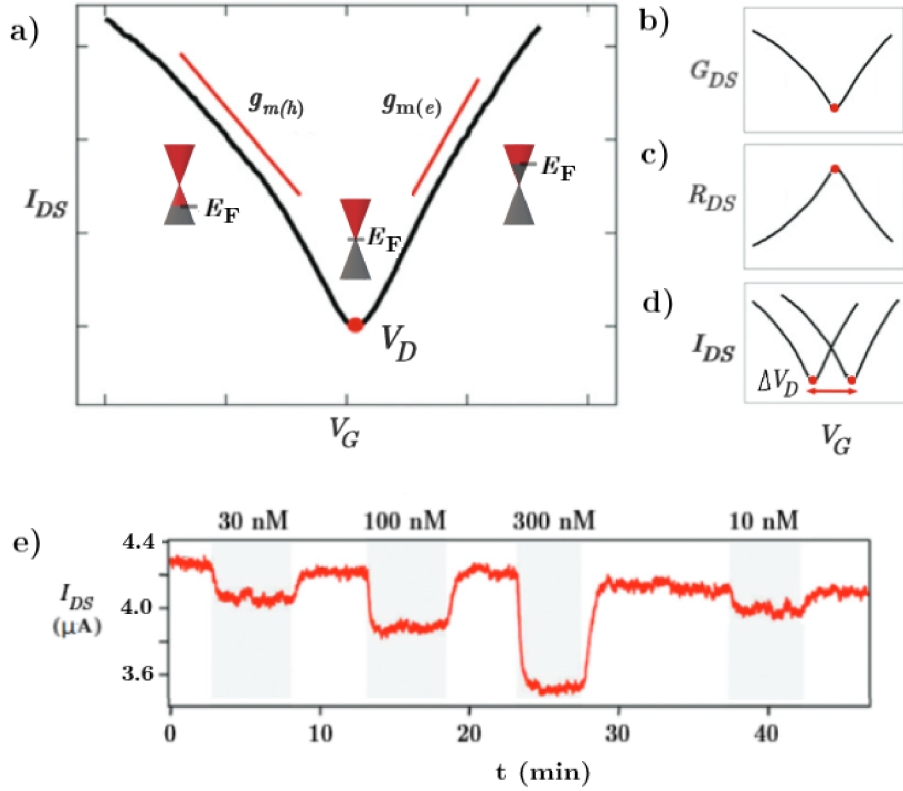 a)
I_DS
g_m(h)
g_m(e)
E_F
E_F
E_F
V_D
V_G
b)
G_DS
c)
R_DS
d)
I_DS
ΔV_D
V_G
e)
30 nM 100 nM 300 nM 10 nM
4.4
I_DS
(μA)
4.0
3.6
0 10 20 30 40
t (min)